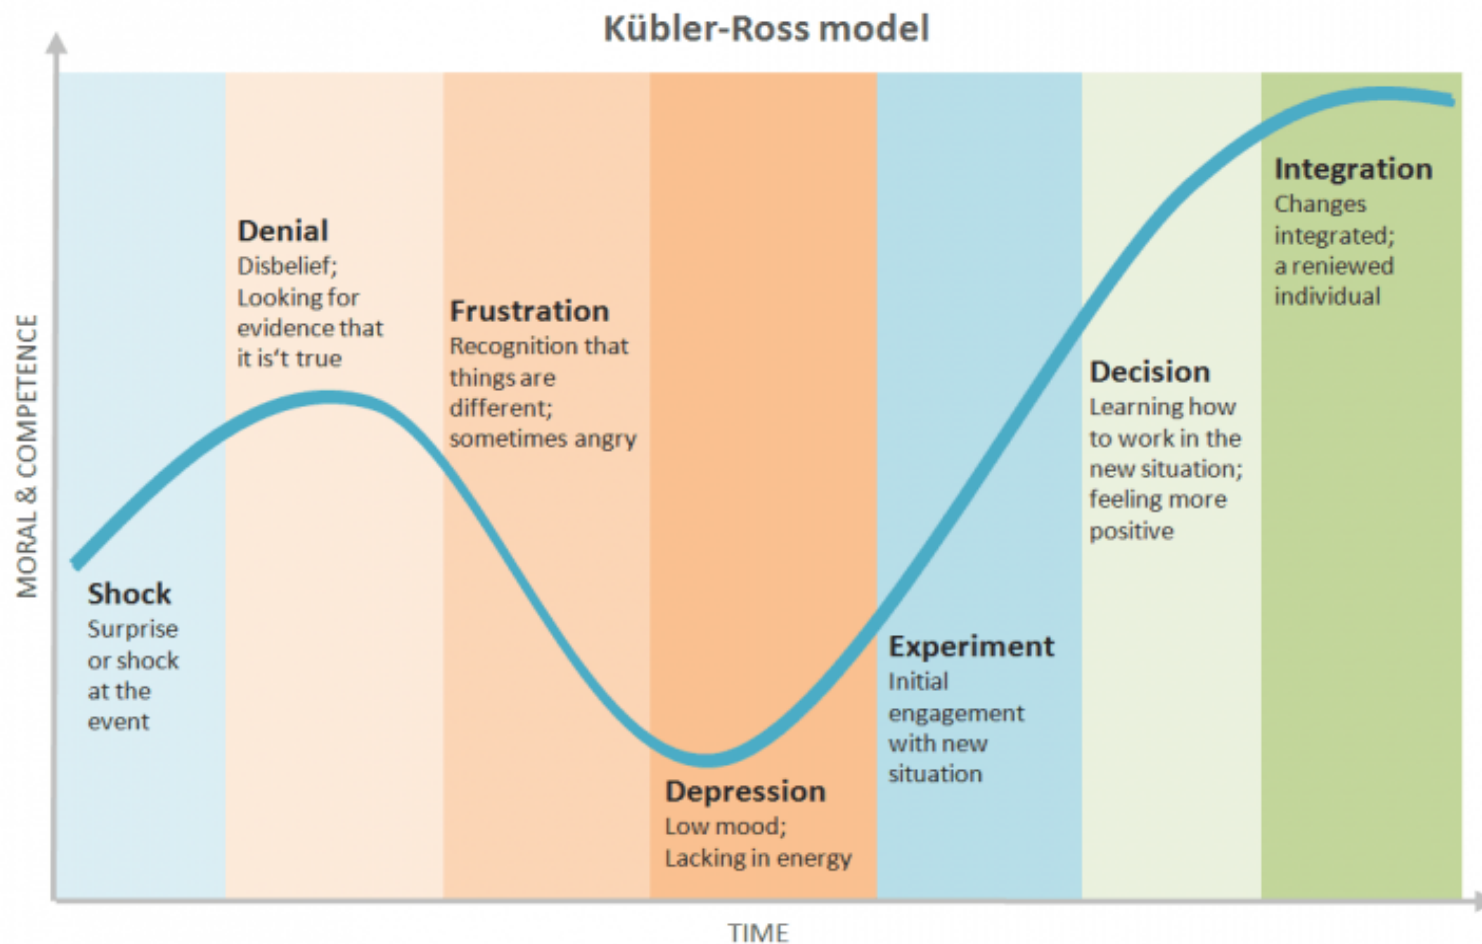 Kübler-Ross model
MORAL & COMPETENCE
Shock
Surprise
or shock
at the
event
Denial
Disbelief;
Looking for
evidence that
it is‘t true
Frustration
Recognition that
things are
different;
sometimes angry
Depression
Low mood;
Lacking in energy
Experiment
Initial
engagement
with new
situation
Decision
Learning how
to work in the
new situation;
feeling more
positive
Integration
Changes
integrated;
a reniewed
individual
TIME